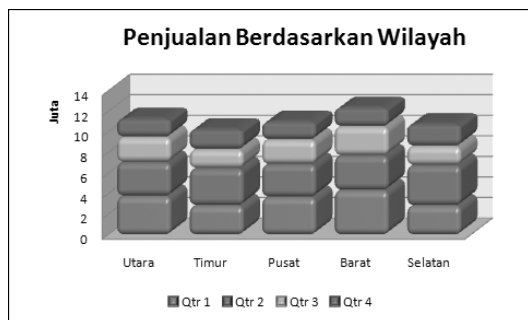 Penjualan Berdasarkan Wilayah
Juta
14
12
10
8
6
4
2
0
Utara Timur Pusat Barat Selatan
Qtr 1 Qtr 2 Qtr 3 Qtr 4